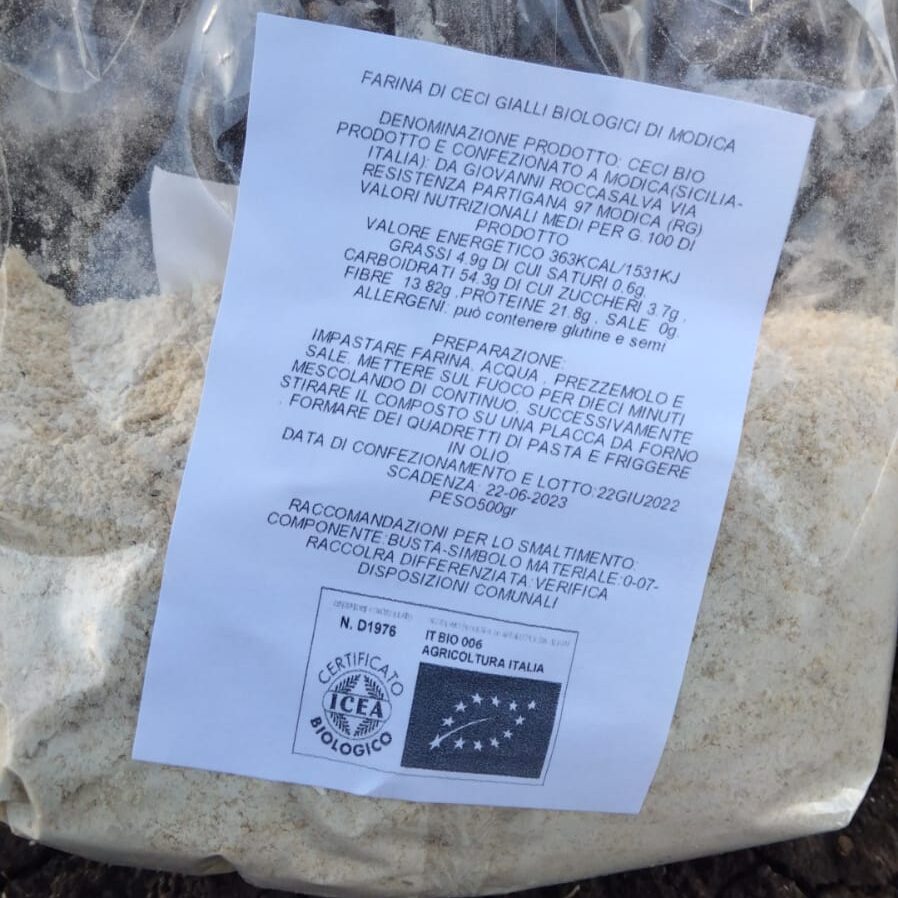 FARINA DI CECI GIALLI BIOLOGICI DI MODICA
DENOMINAZIONE PRODOTTO: CECI BIO
PRODOTTO E CONFEZIONATO A MODICA(SICILIA-
ITALIA): DA GIOVANNI ROCCASALVA VIA
RESISTENZA PARTIGANA 97 MODICA (RG)
VALORI NUTRIZIONALI MEDI PER G.100 DI
PRODOTTO
VALORE ENERGETICO 363KCAL/1531KJ
GRASSI 4.9g DI CUI SATURI 0,6g
CARBOIDRATI 54,3g DI CUI ZUCCHERI 3.7g ,
FIBRE 13.82g ,PROTEINE 21.8g , SALE 0g.
ALLERGENI: può contenere glutine e semi
PREPARAZIONE:
IMPASTARE FARINA, ACQUA , PREZZEMOLO E
SALE, METTERE SUL FUOCO PER DIECI MINUTI
MESCOLANDO DI CONTINUO, SUCCESSIVAMENTE
STIRARE IL COMPOSTO SU UNA PLACCA DA FORNO
, FORMARE DEI QUADRETTI DI PASTA E FRIGGERE
IN OLIO.
DATA DI CONFEZIONAMENTO E LOTTO:22GIU2022
SCADENZA: 22-06-2023
PESO500gr
RACCOMANDAZIONI PER LO SMALTIMENTO:
COMPONENTE:BUSTA-SIMBOLO MATERIALE:0-07-
RACCOLRA DIFFERENZIATA:VERIFICA
DISPOSIZIONI COMUNALI
N. D1976
IT BIO 006
AGRICOLTURA ITALIA
CERTIFICATO
ICEA
BIOLOGICO